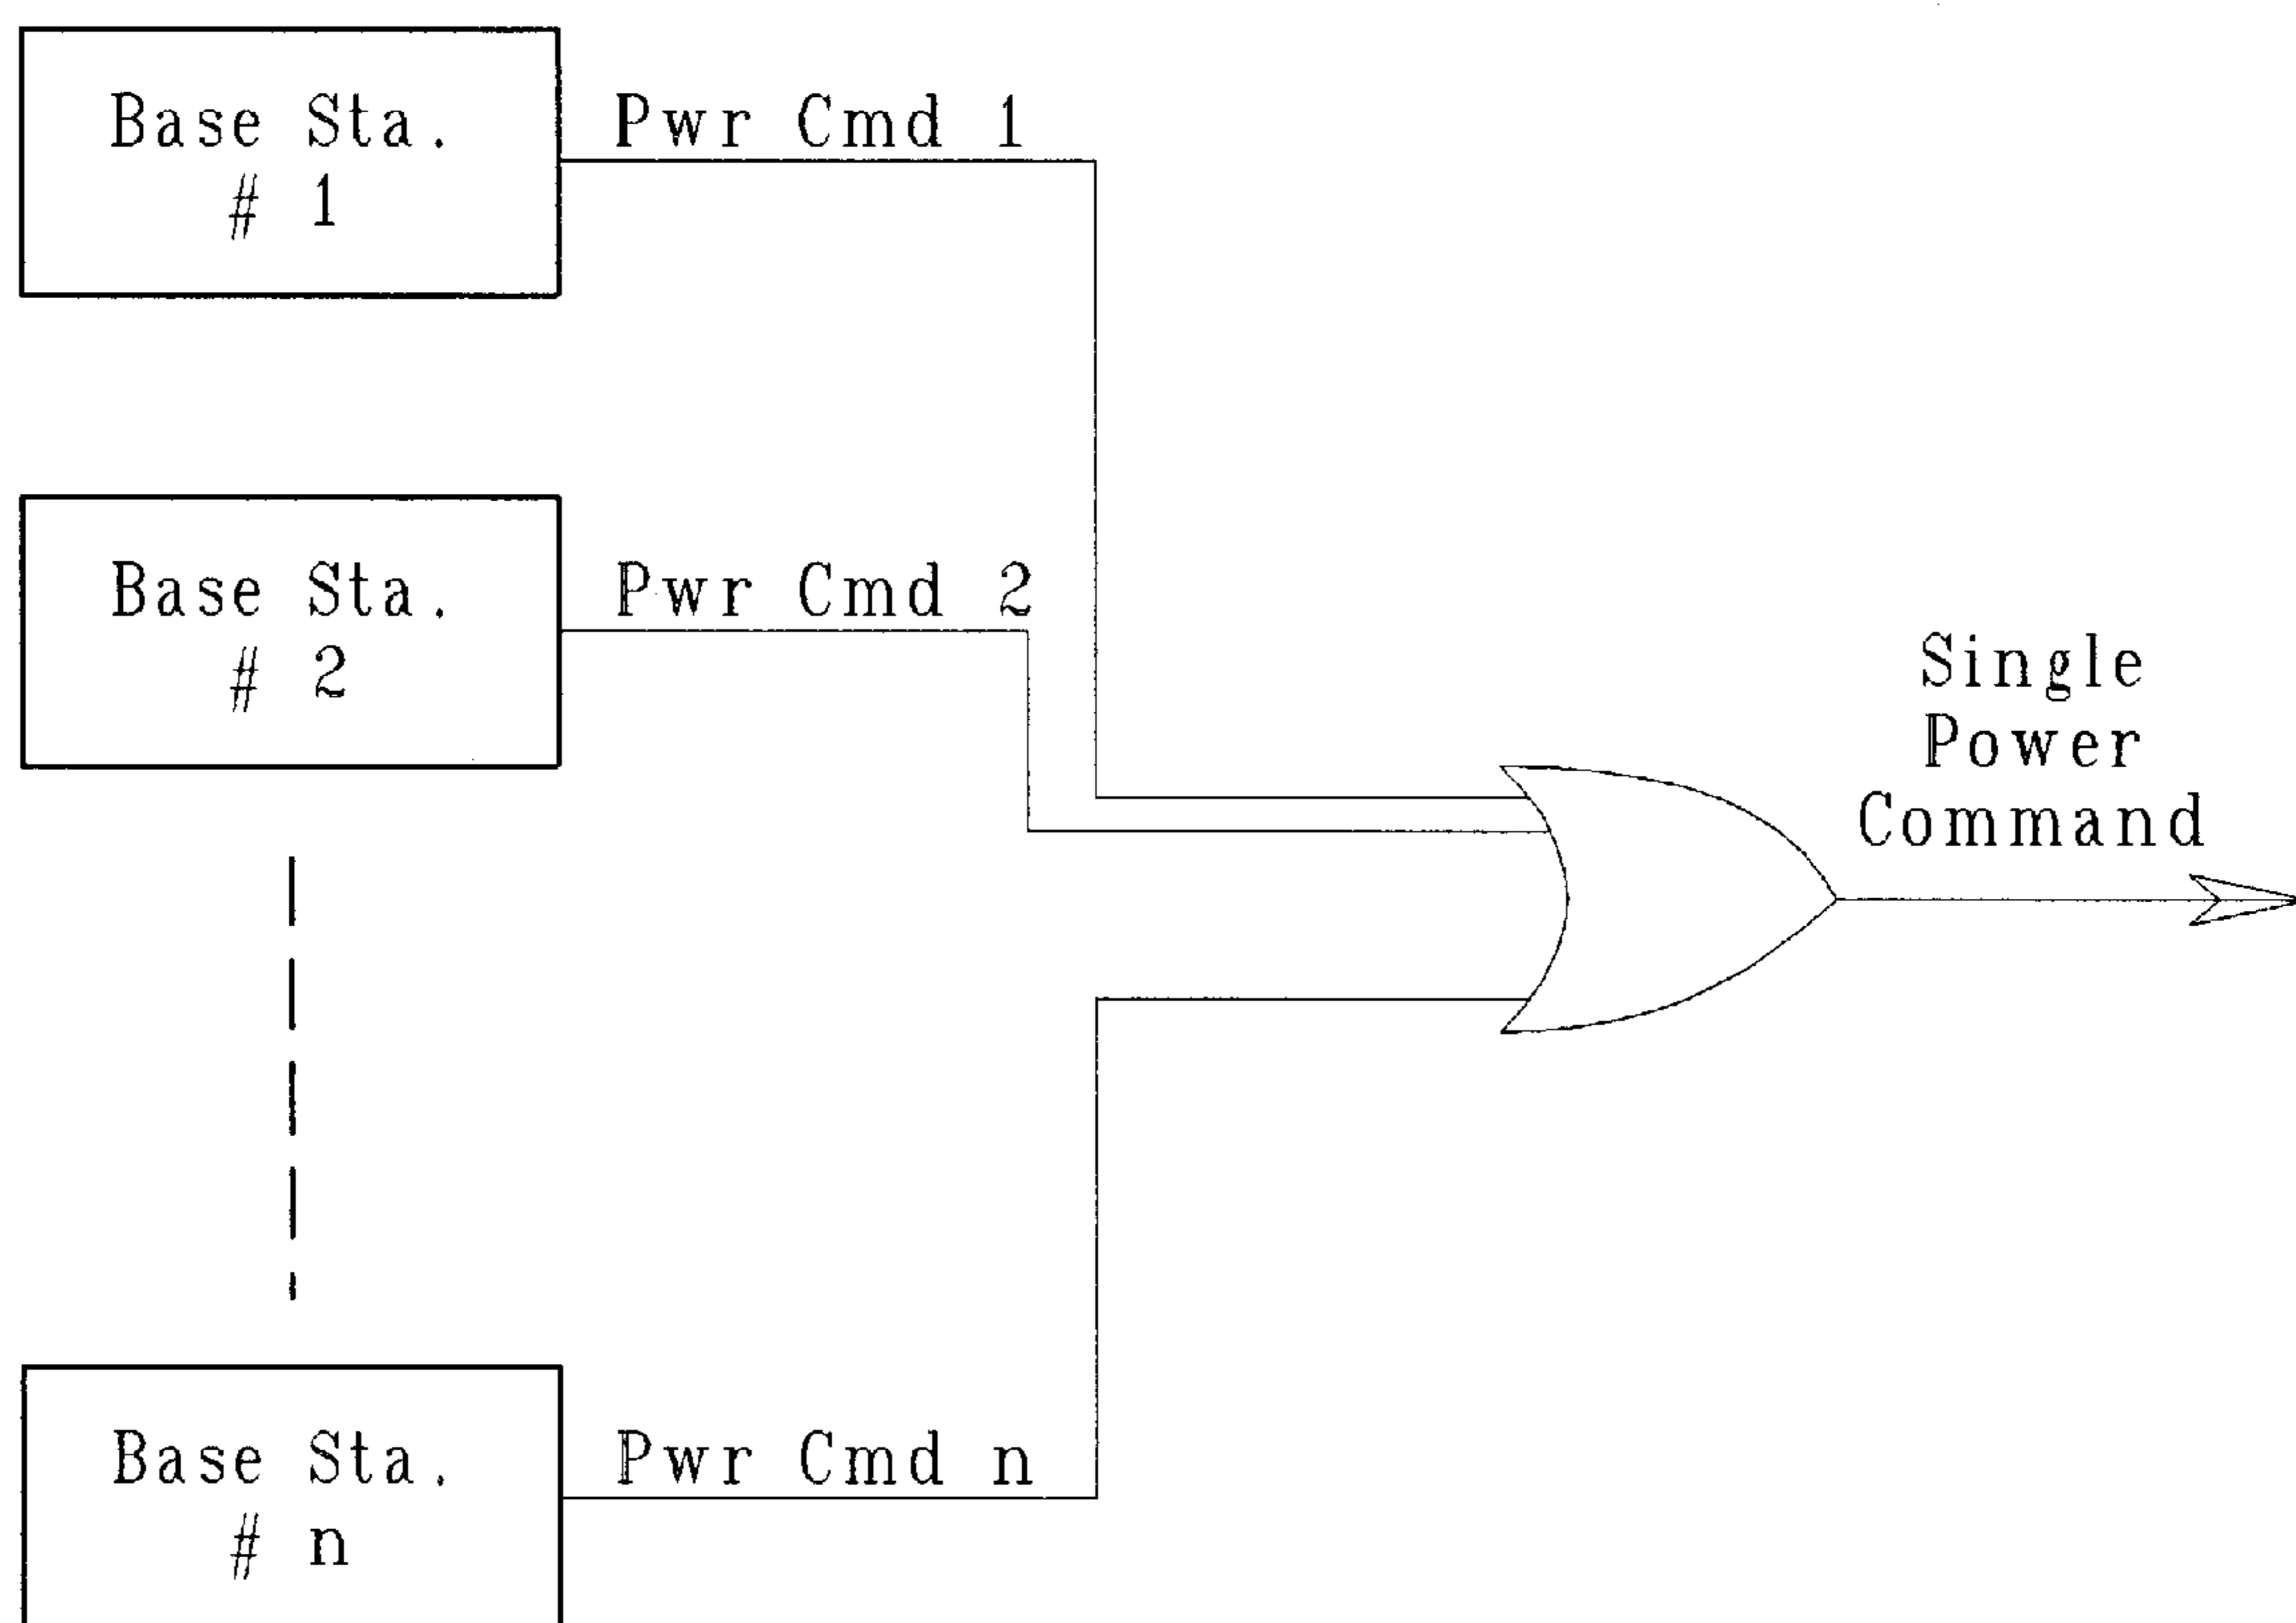 Base Sta.
# 1
Pwr Cmd 1
Base Sta.
# 2
Pwr Cmd 2
Single
Power
Command
Base Sta.
# n
Pwr Cmd n